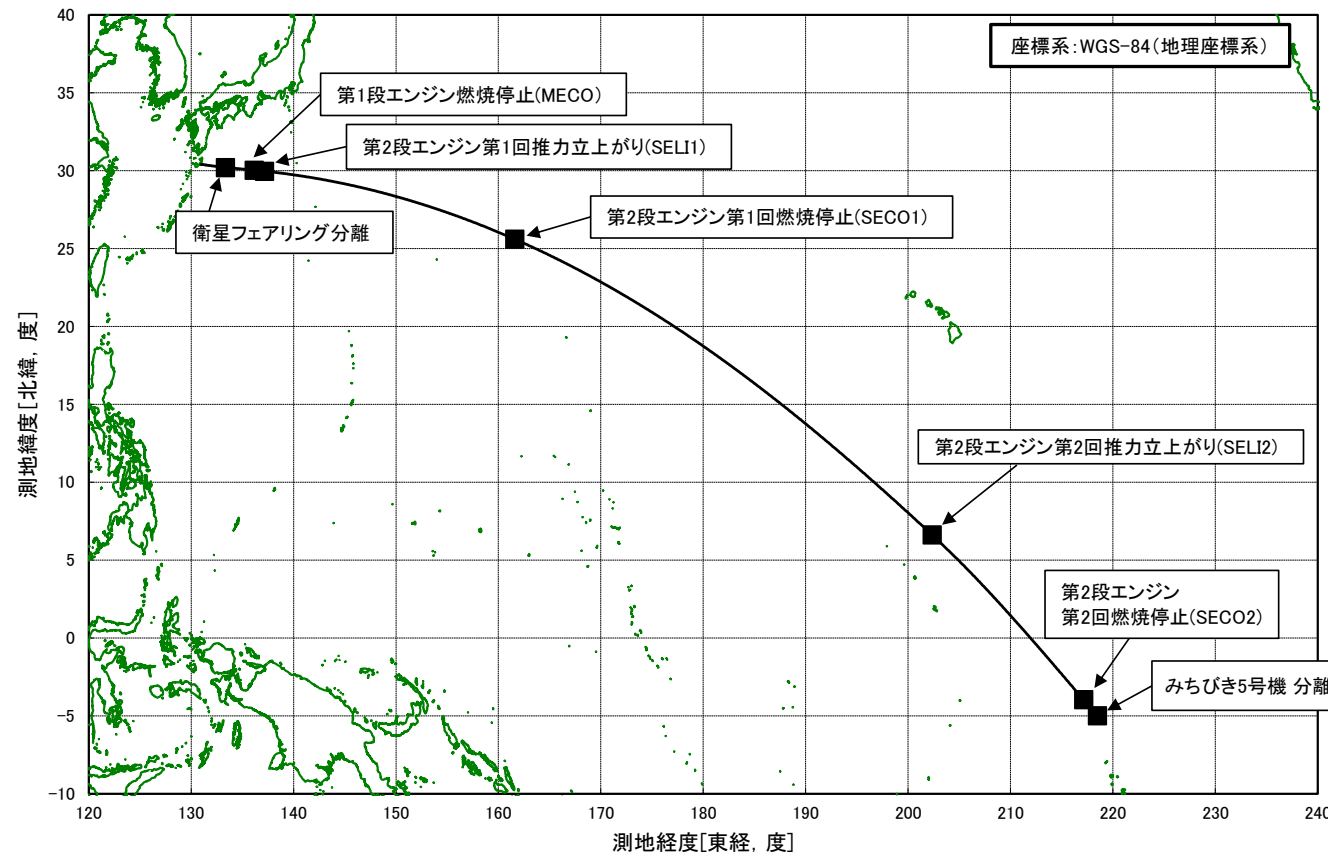 座標系：WGS-84（地理座標系）
第1段エンジン燃焼停止(MECO)
第2段エンジン第1回推力立上がり(SELI1)
衛星フェアリング分離
第2段エンジン第1回燃焼停止(SECO1)
第2段エンジン第2回推力立上がり(SELI2)
第2段エンジン
第2回燃焼停止(SECO2)
みちびき5号機 分離
測地緯度[北緯，度]
40
35
30
25
20
15
10
5
0
-5
-10
120
130
140
150
160
170
180
190
200
210
220
230
240
測地経度[東経，度]